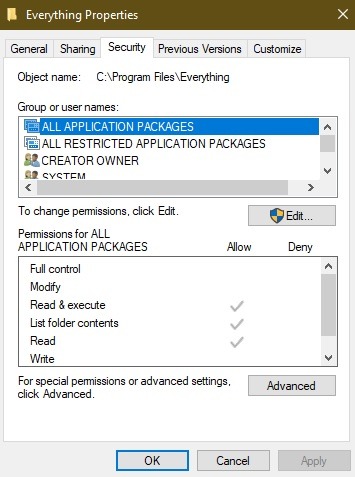 Everything Properties
General Sharing Security Previous Versions Customize
Object name: C:\Program Files\Everything
Group or user names:
ALL APPLICATION PACKAGES
ALL RESTRICTED APPLICATION PACKAGES
CREATOR OWNER
SYSTEM
To change permissions, click Edit.
Edit...
Permissions for ALL
APPLICATION PACKAGES Allow Deny
Full control
Modify
Read & execute
List folder contents
Read
Write
For special permissions or advanced settings,
click Advanced.
Advanced
OK Cancel Apply